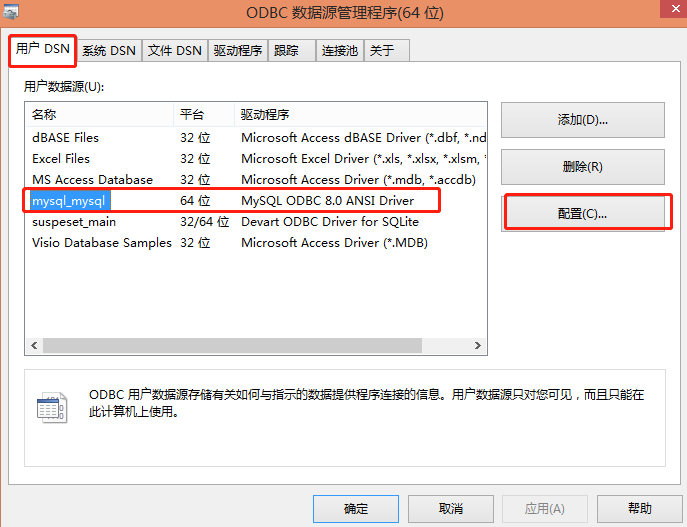 ODBC 数据源管理程序(64 位)
用户 DSN 系统 DSN 文件 DSN 驱动程序 跟踪 连接池 关于
用户数据源(U):
名称 平台 驱动程序
dBASE Files 32 位 Microsoft Access dBASE Driver (*.dbf, *.nd
Excel Files 32 位 Microsoft Excel Driver (*.xls, *.xlsx, *.xlsm, *
MS Access Database 32 位 Microsoft Access Driver (*.mdb, *.accdb)
mysql_mysql 64 位 MySQL ODBC 8.0 ANSI Driver
suspeset_main 32/64 位 Devart ODBC Driver for SQLite
Visio Database Samples 32 位 Microsoft Access Driver (*.MDB)
添加(D)...
删除(R)
配置(C)...
ODBC 用户数据源存储有关如何与指示的数据提供程序连接的信息。用户数据源只对您可见，而且只能在
此计算机上使用。
确定 取消 应用(A) 帮助